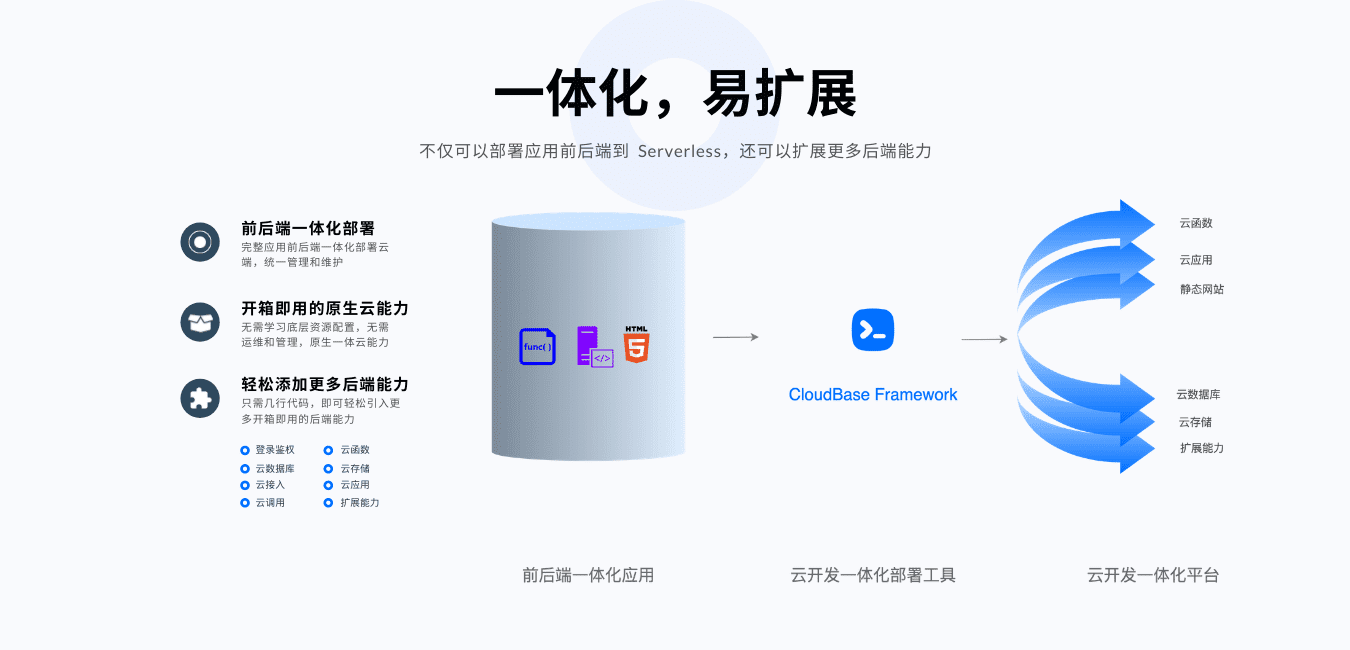 一体化，易扩展
不仅可以部署应用前后端到 Serverless，还可以扩展更多后端能力
前后端一体化部署
完整应用前后端一体化部署云
端，统一管理和维护
开箱即用的原生云能力
无需学习底层资源配置，无需
运维和管理，原生一体云能力
轻松添加更多后端能力
只需几行代码，即可轻松引入更
多开箱即用的后端能力
登录鉴权
云函数
云数据库
云存储
云接入
云应用
云调用
扩展能力
func( )
</>
HTML
5
前后端一体化应用
CloudBase Framework
云开发一体化部署工具
云函数
云应用
静态网站
云数据库
云存储
扩展能力
云开发一体化平台